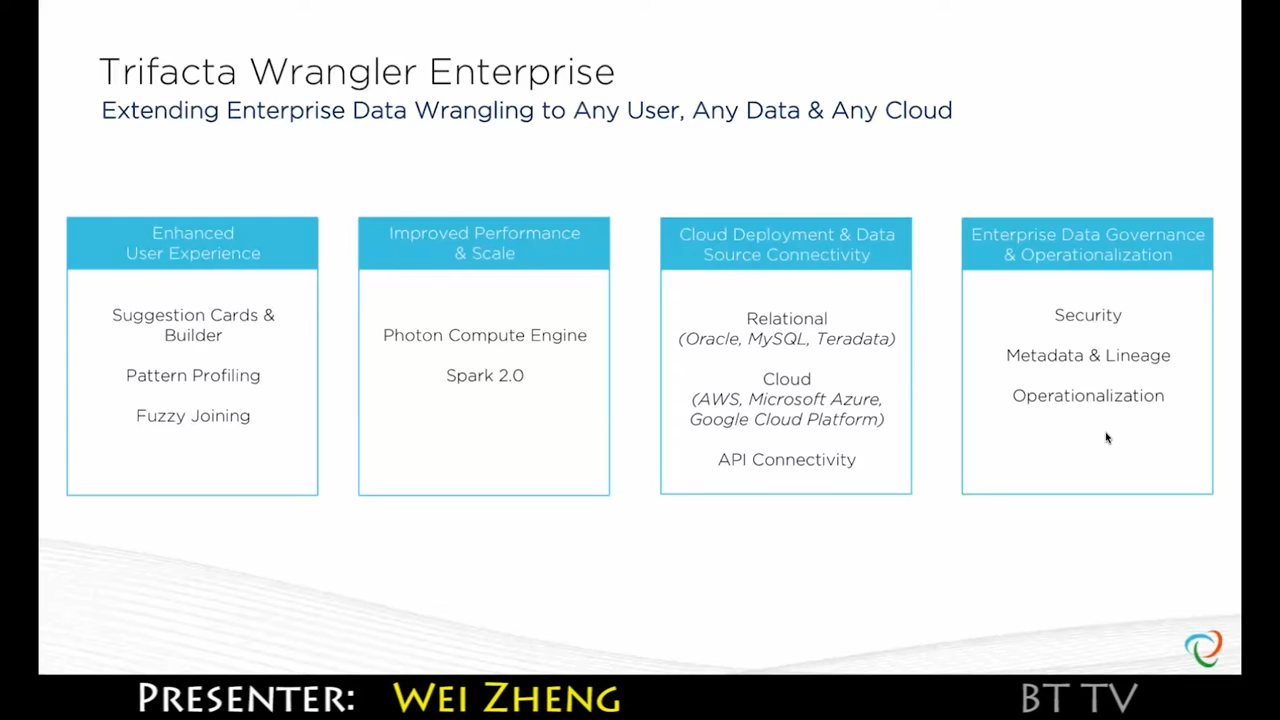 Trifacta Wrangler Enterprise
Extending Enterprise Data Wrangling to Any User, Any Data & Any Cloud
Enhanced
User Experience
Suggestion Cards &
Builder
Pattern Profiling
Fuzzy Joining
Improved Performance
& Scale
Photon Compute Engine
Spark 2.0
Cloud Deployment & Data
Source Connectivity
Relational
(Oracle, MySQL, Teradata)
Cloud
(AWS, Microsoft Azure,
Google Cloud Platform)
API Connectivity
Enterprise Data Governance
& Operationalization
Security
Metadata & Lineage
Operationalization
Presenter: Wei Zheng
BT TV